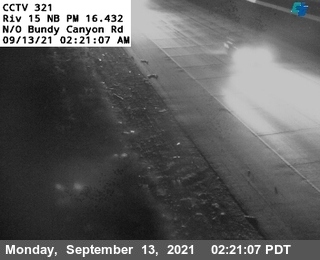 CCTV 321
Riv 15 NB PM 16.432
N/O Bundy Canyon Rd
09/13/21 02:21:07 AM
Monday, September 13, 2021 02:21:07 PDT